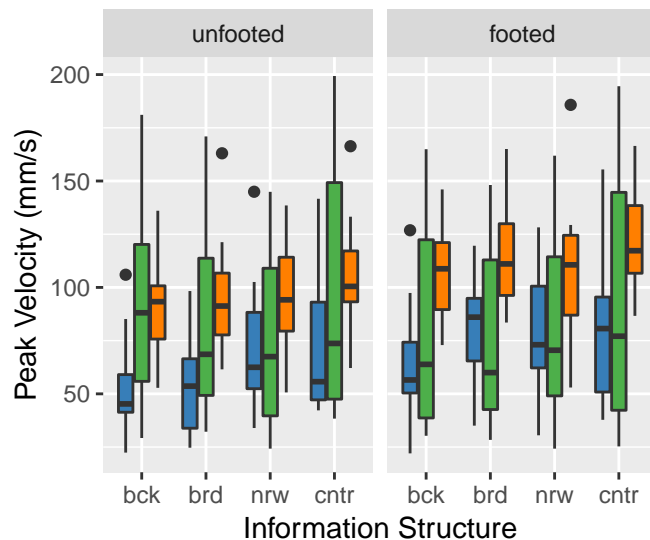 unfooted footed
Peak Velocity (mm/s)
200
150
100
50
bck brd nrw cntr bck brd nrw cntr
Information Structure